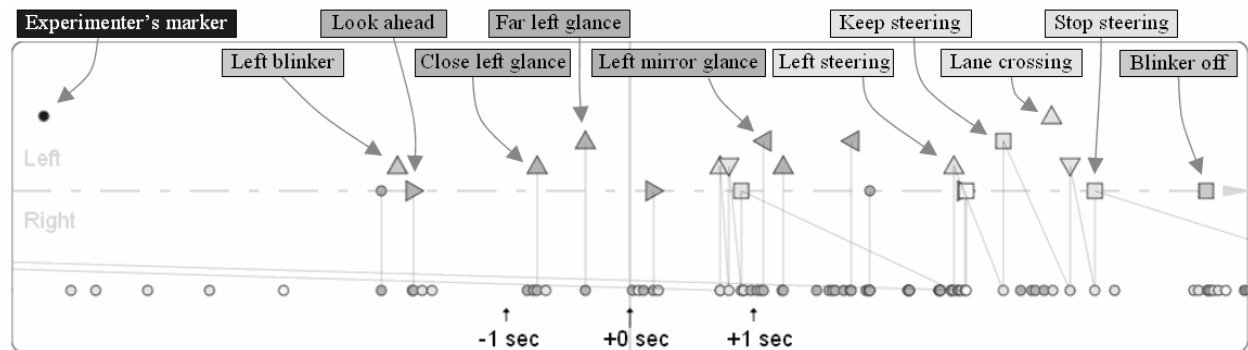 Experimenter's marker
Look ahead
Far left glance
Keep steering
Stop steering
Left blinker
Close left glance
Left mirror glance
Left steering
Lane crossing
Blinker off
Left
Right
-1 sec
+0 sec
+1 sec